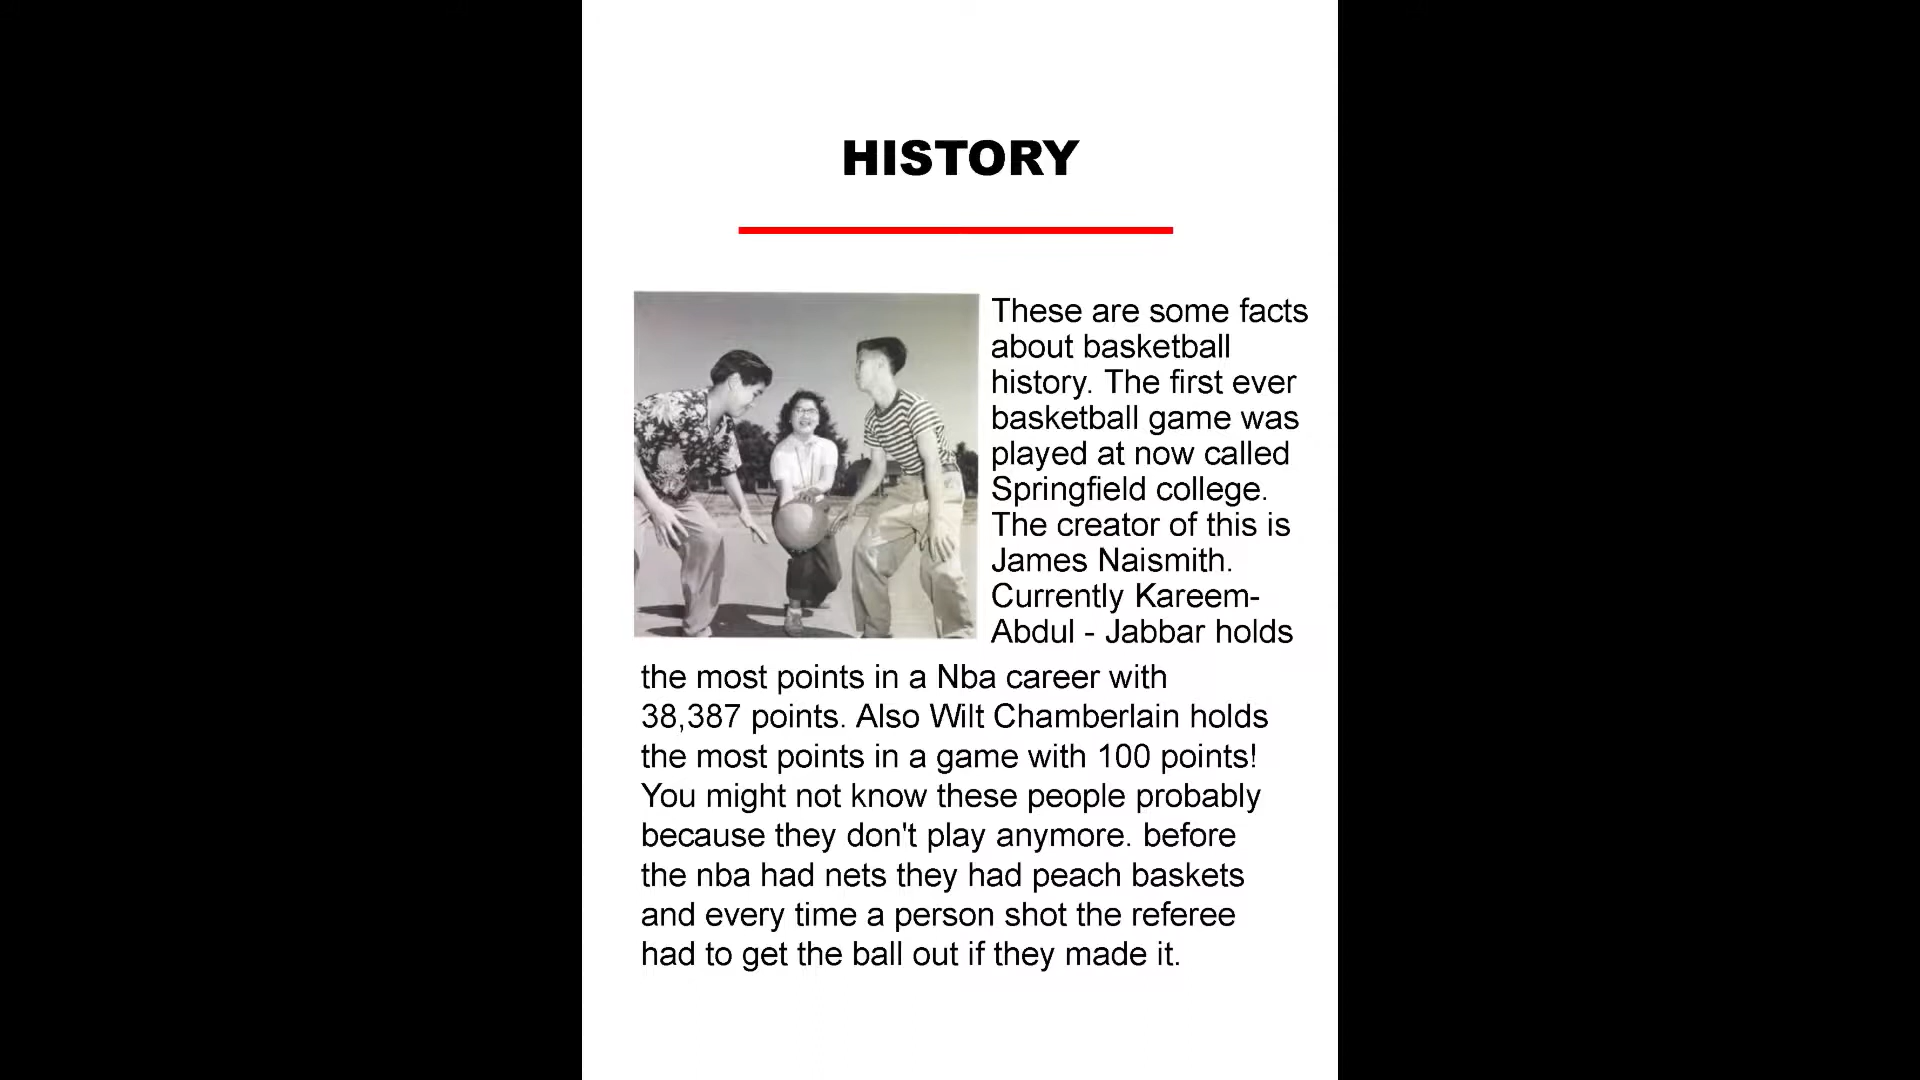 HISTORY
These are some facts
about basketball
history. The first ever
basketball game was
played at now called
Springfield college.
The creator of this is
James Naismith.
Currently Kareem-
Abdul - Jabbar holds
the most points in a Nba career with
38,387 points. Also Wilt Chamberlain holds
the most points in a game with 100 points!
You might not know these people probably
because they don't play anymore. before
the nba had nets they had peach baskets
and every time a person shot the referee
had to get the ball out if they made it.